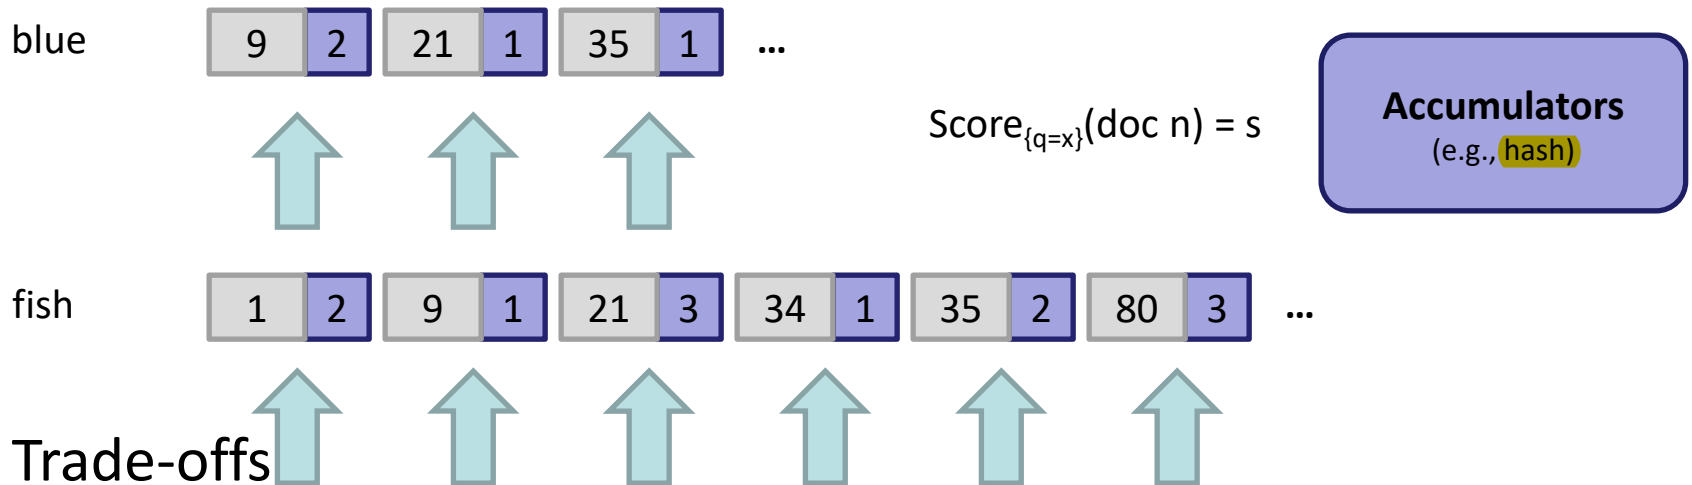 blue 9 2 21 1 35 1 ...
Score{q=x}(doc n) = s
Accumulators
(e.g., hash)
fish 1 2 9 1 21 3 34 1 35 2 80 3 ...
Trade-offs